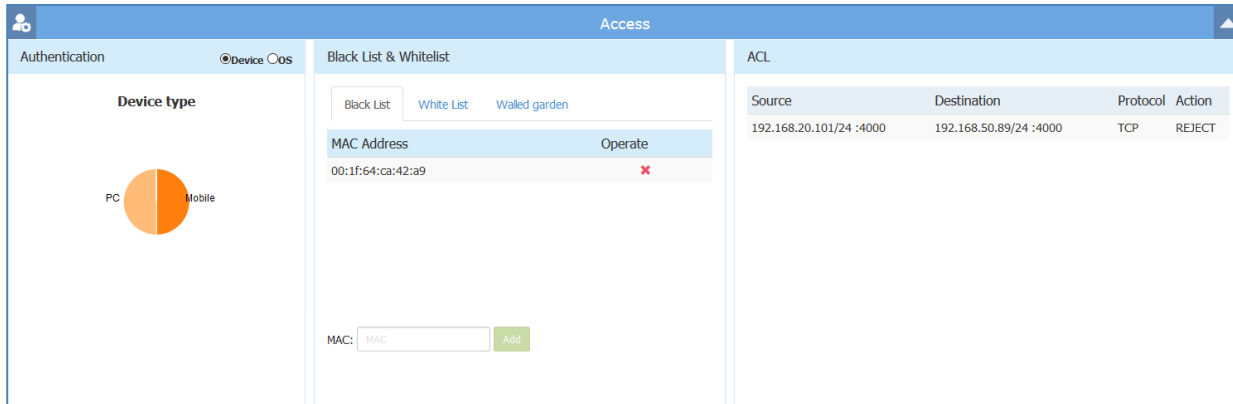 Access
Authentication
Device OS
Device type
PC
Mobile
Black List & Whitelist
Black List White List Walled garden
MAC Address Operate
00:1f:64:ca:42:a9
MAC: MAC Add
ACL
Source Destination Protocol Action
192.168.20.101/24 :4000 192.168.50.89/24 :4000 TCP REJECT